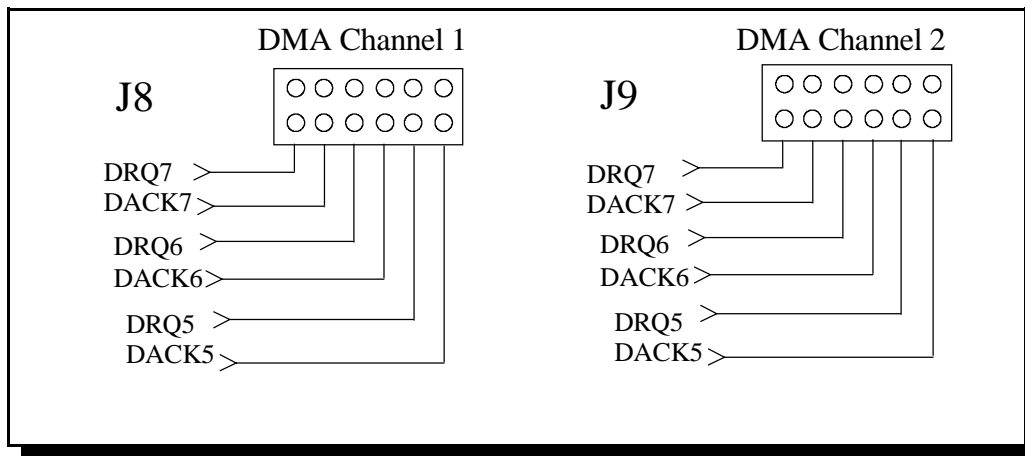 DMA Channel 1
J8
DRQ7
DACK7
DRQ6
DACK6
DRQ5
DACK5
DMA Channel 2
J9
DRQ7
DACK7
DRQ6
DACK6
DRQ5
DACK5